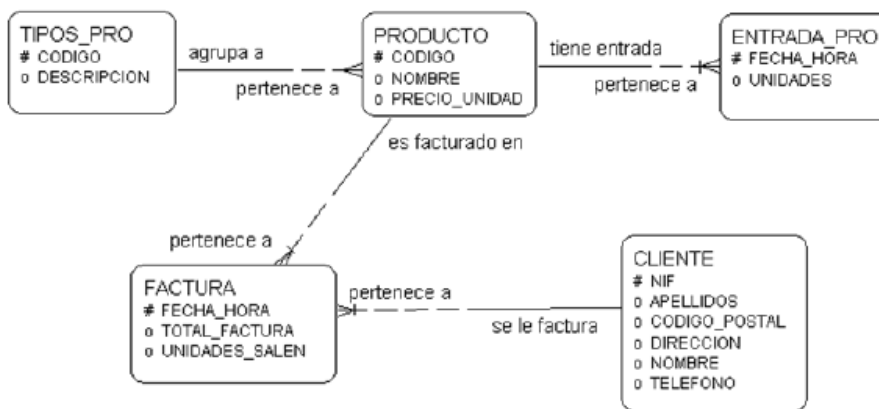 TIPOS_PRO
# CODIGO
o DESCRIPCION
agrupa a
pertenece a
PRODUCTO
# CODIGO
o NOMBRE
o PRECIO_UNIDAD
tiene entrada
pertenece a
ENTRADA_PRO
# FECHA_HORA
o UNIDADES
es facturado en
pertenece a
FACTURA
# FECHA_HORA
o TOTAL_FACTURA
o UNIDADES_SALEN
pertenece a
se le factura
CLIENTE
# NIF
o APELLIDOS
o CODIGO_POSTAL
o DIRECCION
o NOMBRE
o TELEFONO